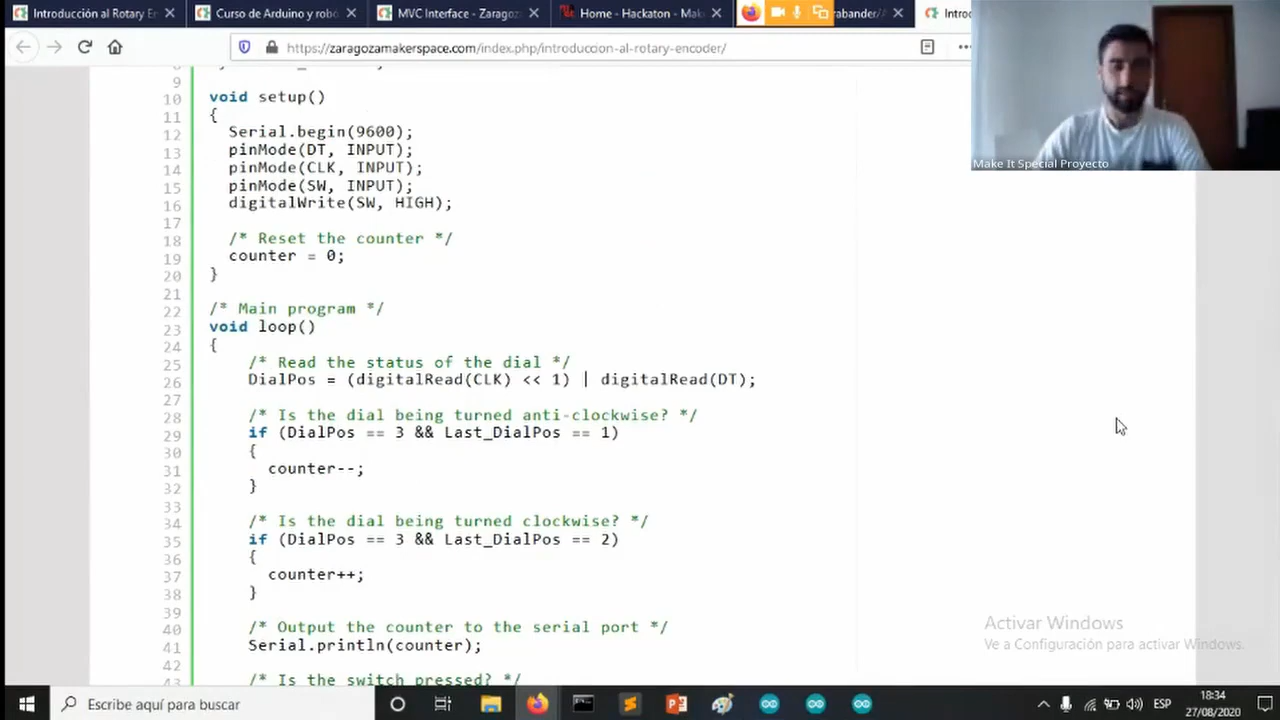 Introducción al Rotary E
Curso de Arduino y robo
MVC Interface - Zaragoz
Home - Hackaton - Mak
rabander/
Introd
https://zaragozamakerspace.com/index.php/introduccion-al-rotary-encoder/
Make It Special Proyecto
9
10 void setup()
11 {
12 Serial.begin(9600);
13 pinMode(DT, INPUT);
14 pinMode(CLK, INPUT);
15 pinMode(SW, INPUT);
16 digitalWrite(SW, HIGH);
17
18 /* Reset the counter */
19 counter = 0;
20 }
21
22 /* Main program */
23 void loop()
24 {
25 /* Read the status of the dial */
26 DialPos = (digitalRead(CLK) << 1) | digitalRead(DT);
27
28 /* Is the dial being turned anti-clockwise? */
29 if (DialPos == 3 && Last_DialPos == 1)
30 {
31 counter--;
32 }
33
34 /* Is the dial being turned clockwise? */
35 if (DialPos == 3 && Last_DialPos == 2)
36 {
37 counter++;
38 }
39
40 /* Output the counter to the serial port */
41 Serial.println(counter);
42
43 /* Is the switch pressed? */
Activar Windows
Ve a Configuración para activar Windows.
Escribe aquí para buscar
ESP
18:34
27/08/2020